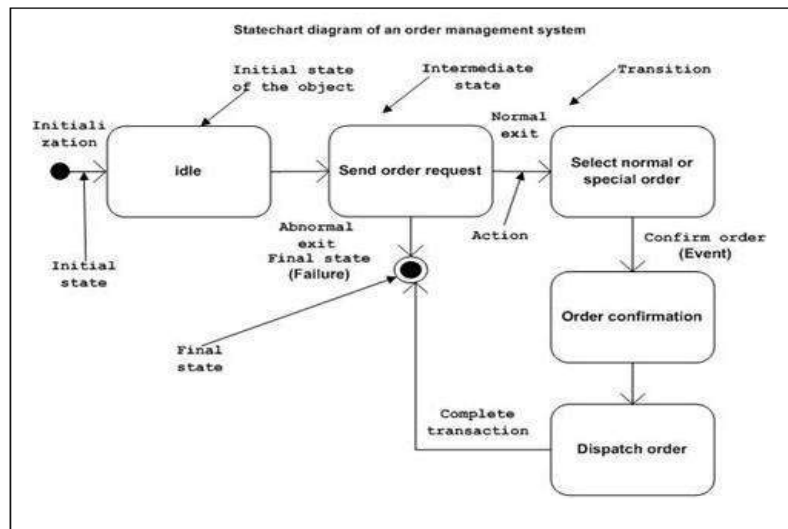 Statechart diagram of an order management system
Initial state
of the object
Intermediate
state
Transition
Initiali
zation
Normal
exit
idle
Send order request
Select normal or
special order
Abnormal
exit
Final state
(Failure)
Action
Confirm order
(Event)
Initial
state
Order confirmation
Final
state
Complete
transaction
Dispatch order